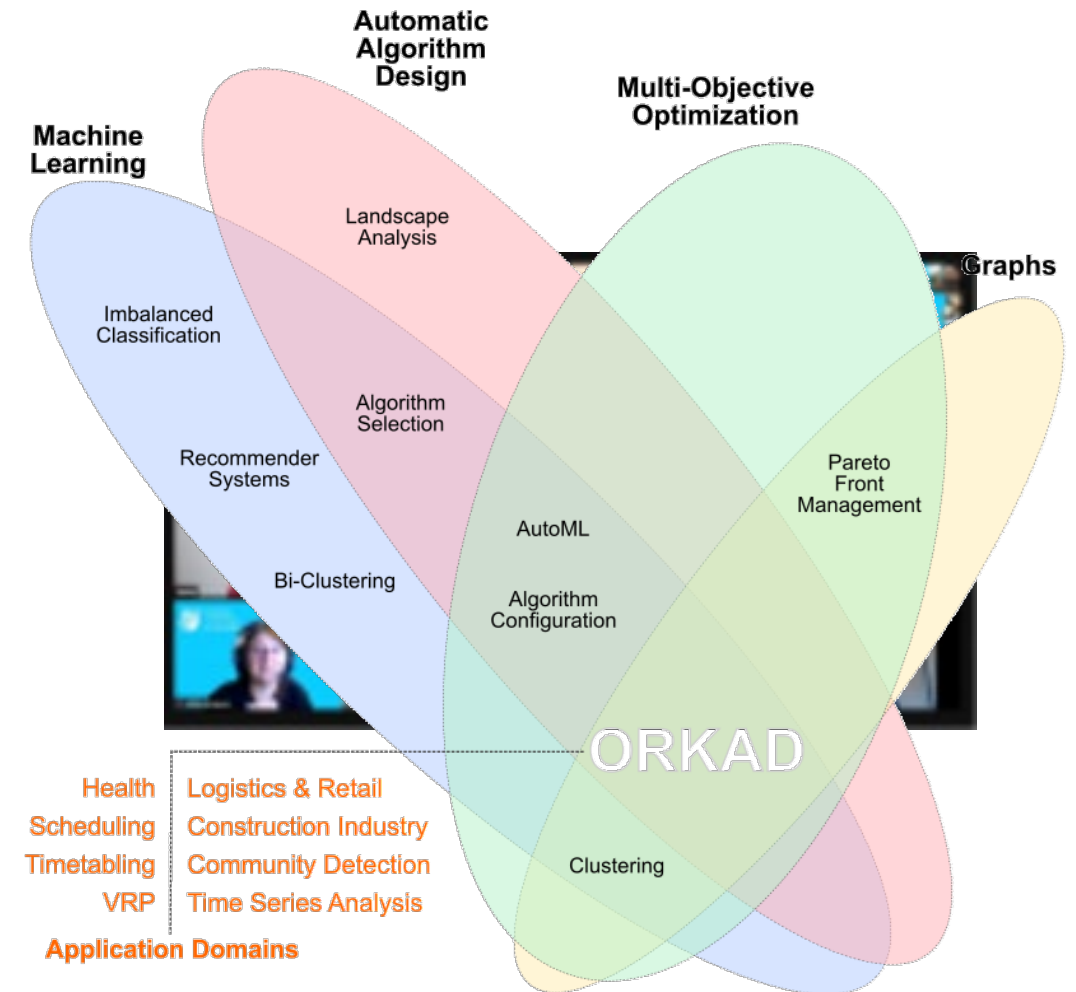 Automatic
Algorithm
Design
Multi-Objective
Optimization
Machine
Learning
Graphs
Landscape
Analysis
Imbalanced
Classification
Algorithm
Selection
Recommender
Systems
Pareto
Front
Management
AutoML
Bi-Clustering
Algorithm
Configuration
ORKAD
Health
Logistics & Retail
Scheduling
Construction Industry
Timetabling
Community Detection
VRP
Time Series Analysis
Clustering
Application Domains